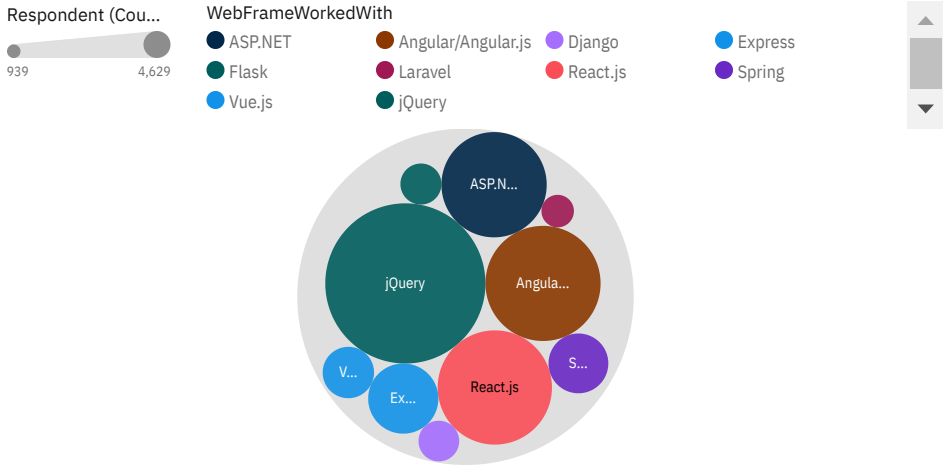 Respondent (Cou...
939 4,629
WebFrameWorkedWith
ASP.NET Angular/Angular.js Django Express
Flask Laravel React.js Spring
Vue.js jQuery
ASP.N...
jQuery
Angula...
S...
V...
React.js
Ex...